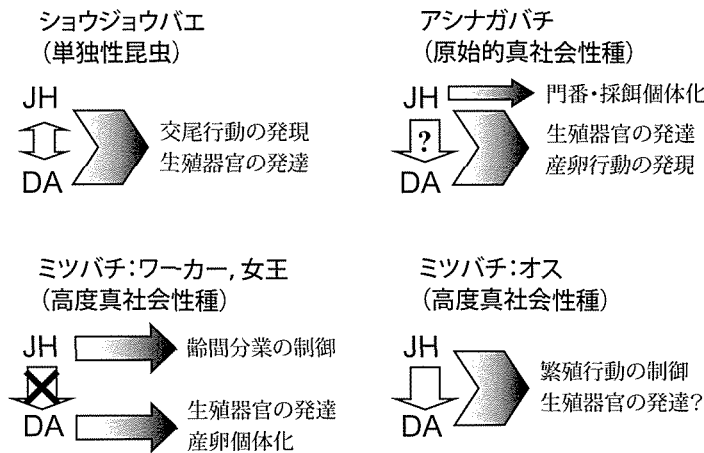 ショウジョウバエ
(単独性昆虫)
JH
DA
交尾行動の発現
生殖器官の発達
アシナガバチ
(原始的真社会性種)
JH
?
DA
門番・採餌個体化
生殖器官の発達
産卵行動の発現
ミツバチ:ワーカー, 女王
(高度真社会性種)
JH
DA
齢間分業の制御
生殖器官の発達
産卵個体化
ミツバチ:オス
(高度真社会性種)
JH
DA
繁殖行動の制御
生殖器官の発達?